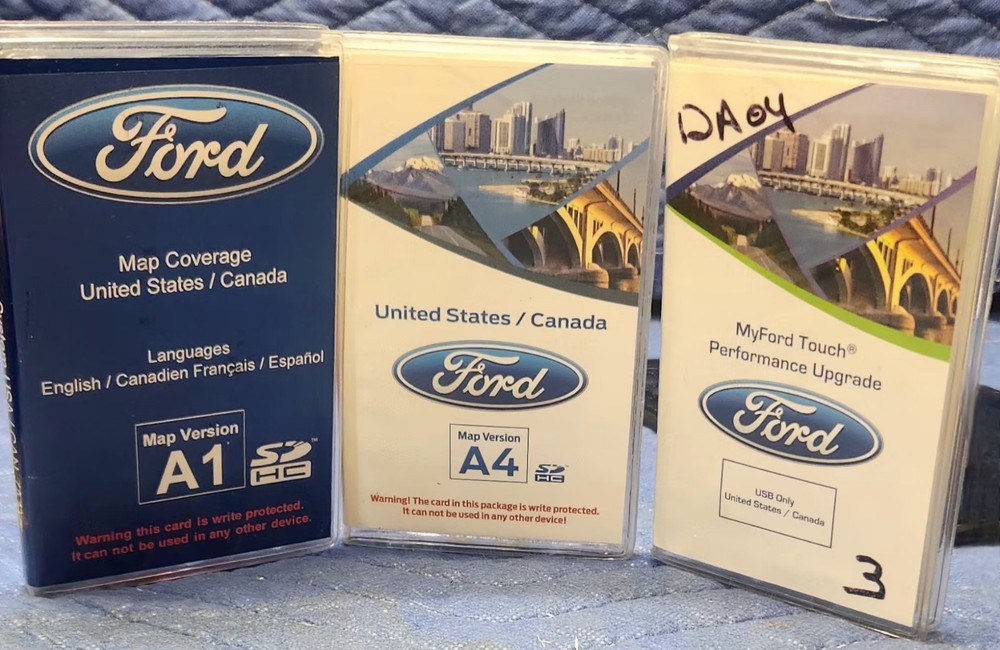 Ford
Map Coverage
United States / Canada
Languages
English / Canadien Français / Español
Map Version
A1
SD
HC
™
Warning this card is write protected.
It can not be used in any other device.
United States / Canada
Ford
Map Version
A4
SD
HC
Warning! The card in this package is write protected.
It can not be used in any other device!
DA04
MyFord Touch®
Performance Upgrade
Ford
USB Only
United States / Canada
3